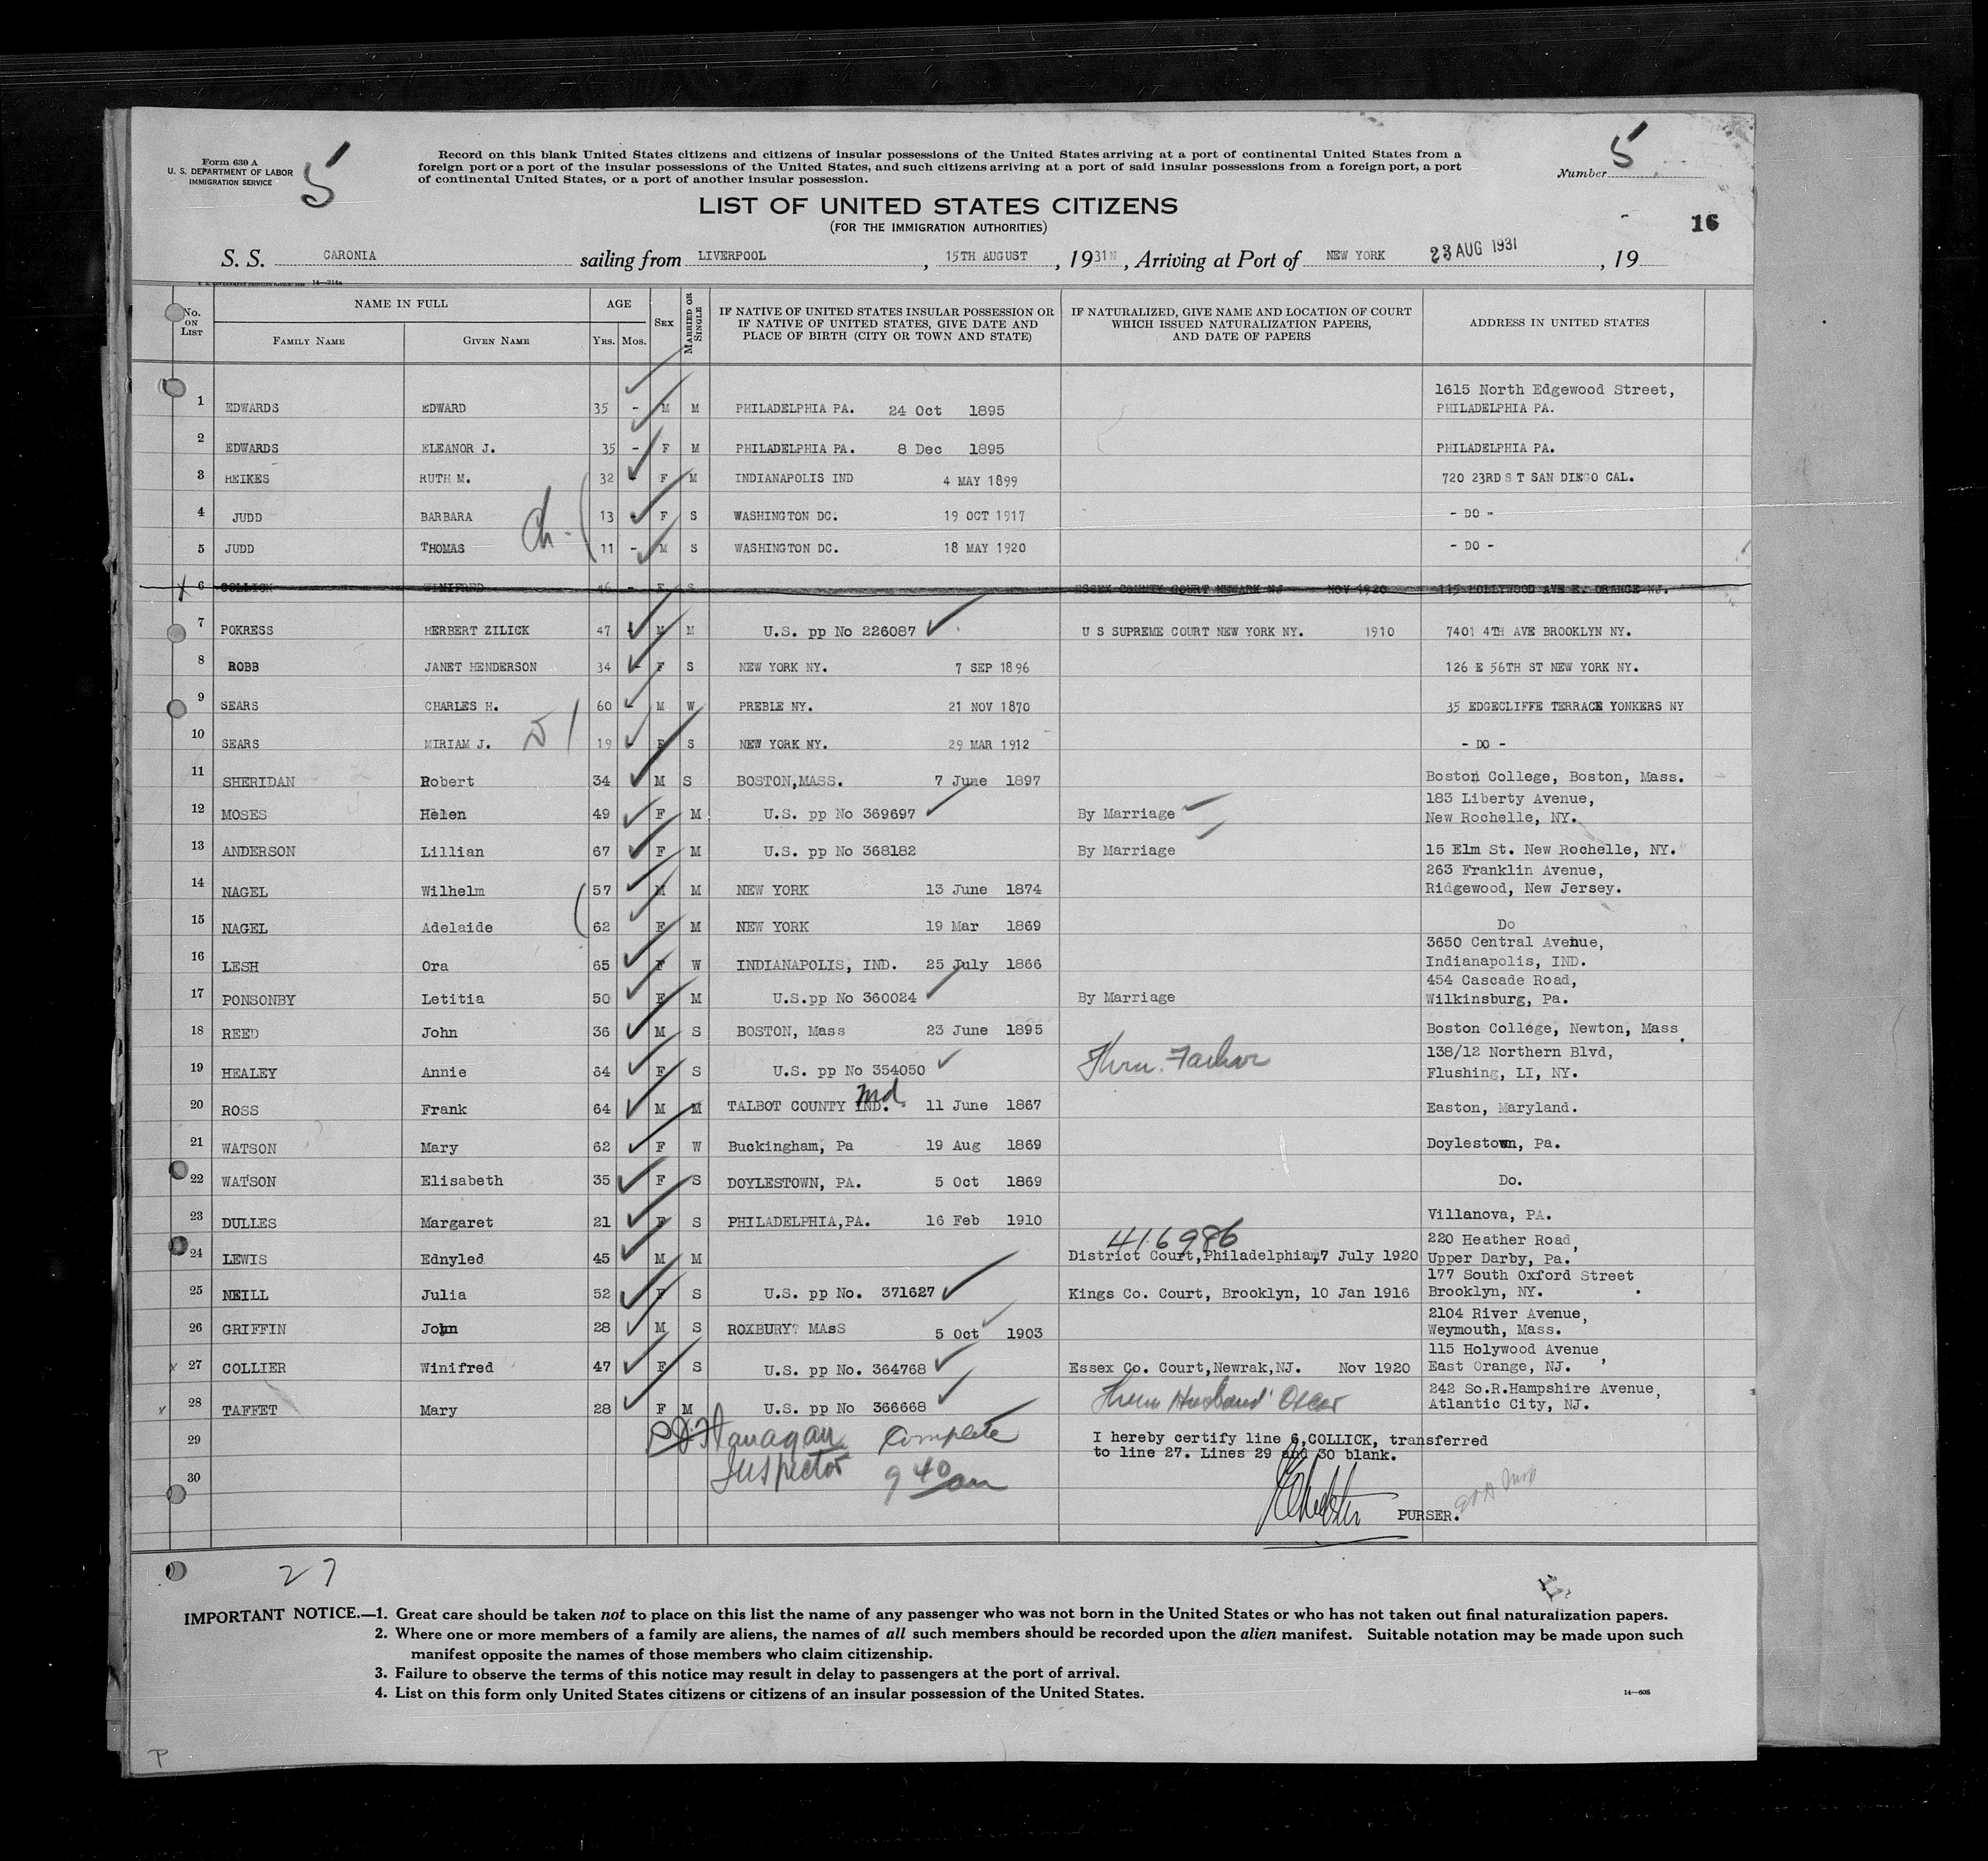 Form 630 A
U. S. DEPARTMENT OF LABOR
IMMIGRATION SERVICE
5
Record on this blank United States citizens and citizens of insular possessions of the United States arriving at a port of continental United States from a
foreign port or a port of the insular possessions of the United States, and such citizens arriving at a port of said insular possessions from a foreign port, a port
of continental United States, or a port of another insular possession.
Number 5
LIST OF UNITED STATES CITIZENS
(FOR THE IMMIGRATION AUTHORITIES)
16
S. S. CARONIA sailing from LIVERPOOL, 15TH AUGUST, 1931N, Arriving at Port of NEW YORK 23 AUG 1931, 19
14—214a
No. ON LIST NAME IN FULL AGE SEX MARRIED OR SINGLE IF NATIVE OF UNITED STATES INSULAR POSSESSION OR IF NATIVE OF UNITED STATES, GIVE DATE AND PLACE OF BIRTH (CITY OR TOWN AND STATE) IF NATURALIZED, GIVE NAME AND LOCATION OF COURT WHICH ISSUED NATURALIZATION PAPERS, AND DATE OF PAPERS ADDRESS IN UNITED STATES
FAMILY NAME GIVEN NAME YRS. MOS.
1615 North Edgewood Street,
1 EDWARDS EDWARD 35 - M M PHILADELPHIA PA. 24 Oct 1895 PHILADELPHIA PA.
2 EDWARDS ELEANOR J. 35 - F M PHILADELPHIA PA. 8 Dec 1895 PHILADELPHIA PA.
3 HEIKES RUTH M. 32 - F M INDIANAPOLIS IND 4 MAY 1899 720 23RD S T SAN DIEGO CAL.
4 JUDD BARBARA Ch. 13 - F S WASHINGTON DC. 19 OCT 1917 - DO -
5 JUDD THOMAS 11 - M S WASHINGTON DC. 18 MAY 1920 - DO -
6 COLLICK WINIFRED 46 - F S ESSEX COUNTY COURT NEWARK NJ NOV 1920 115 HOLLYWOOD AVE E. ORANGE NJ.
7 POKRESS HERBERT ZILICK 47 - M M U.S. pp No 226087 U S SUPREME COURT NEW YORK NY. 1910 7401 4TH AVE BROOKLYN NY.
8 ROBB JANET HENDERSON 34 - F S NEW YORK NY. 7 SEP 1896 126 E 56TH ST NEW YORK NY.
9 SEARS CHARLES H. 60 - M W PREBLE NY. 21 NOV 1870 35 EDGECLIFFE TERRACE YONKERS NY
10 SEARS MIRIAM J. 19 - F S NEW YORK NY. 29 MAR 1912 - DO -
11 SHERIDAN Robert 34 M S BOSTON,MASS. 7 June 1897 Boston College, Boston, Mass.
183 Liberty Avenue,
12 MOSES Helen 49 F M U.S. pp No 369697 By Marriage New Rochelle, NY.
13 ANDERSON Lillian 67 F M U.S. pp No 368182 By Marriage 15 Elm St. New Rochelle, NY.
263 Franklin Avenue,
14 NAGEL Wilhelm 57 M M NEW YORK 13 June 1874 Ridgewood, New Jersey.
15 NAGEL Adelaide 62 F M NEW YORK 19 Mar 1869 Do
3650 Central Avenue,
16 LESH Ora 65 F W INDIANAPOLIS, IND. 25 July 1866 Indianapolis, IND.
454 Cascade Road,
17 PONSONBY Letitia 50 F M U.S.pp No 360024 By Marriage Wilkinsburg, Pa.
18 REED John 36 M S BOSTON, Mass 23 June 1895 Boston College, Newton, Mass.
138/12 Northern Blvd,
19 HEALEY Annie 64 F S U.S. pp No 354050 Thru. Father Flushing, LI, NY.
20 ROSS Frank 64 M M TALBOT COUNTY IND. Md. 11 June 1867 Easton, Maryland.
21 WATSON Mary 62 F W Buckingham, Pa 19 Aug 1869 Doylestown, Pa.
22 WATSON Elisabeth 35 F S DOYLESTOWN, PA. 5 Oct 1869 Do.
23 DULLES Margaret 21 F S PHILADELPHIA,PA. 16 Feb 1910 Villanova, PA.
416986 220 Heather Road,
24 LEWIS Ednyled 45 M M District Court,Philadelphia,7 July 1920 Upper Darby, Pa.
177 South Oxford Street
25 NEILL Julia 52 F S U.S. pp No. 371627 Kings Co. Court, Brooklyn, 10 Jan 1916 Brooklyn, NY.
2104 River Avenue,
26 GRIFFIN John 28 M S ROXBURY? MAsS 5 Oct 1903 Weymouth, Mass.
115 Holywood Avenue,
27 COLLIER Winifred 47 F S U.S. pp No. 364768 Essex Co. Court,Newrak,NJ. Nov 1920 East Orange, NJ.
242 So.R.Hampshire Avenue,
28 TAFFET Mary 28 F M U.S. pp No 366668 Thru Husband Oscar Atlantic City, NJ.
29 Flanagan Complete I hereby certify line 6,COLLICK, transferred
to line 27. Lines 29 and 30 blank.
30 Inspector 9 40 am
PURSER.
27
IMPORTANT NOTICE.—1. Great care should be taken not to place on this list the name of any passenger who was not born in the United States or who has not taken out final naturalization papers.
2. Where one or more members of a family are aliens, the names of all such members should be recorded upon the alien manifest. Suitable notation may be made upon such
manifest opposite the names of those members who claim citizenship.
3. Failure to observe the terms of this notice may result in delay to passengers at the port of arrival.
4. List on this form only United States citizens or citizens of an insular possession of the United States.
14—608
P